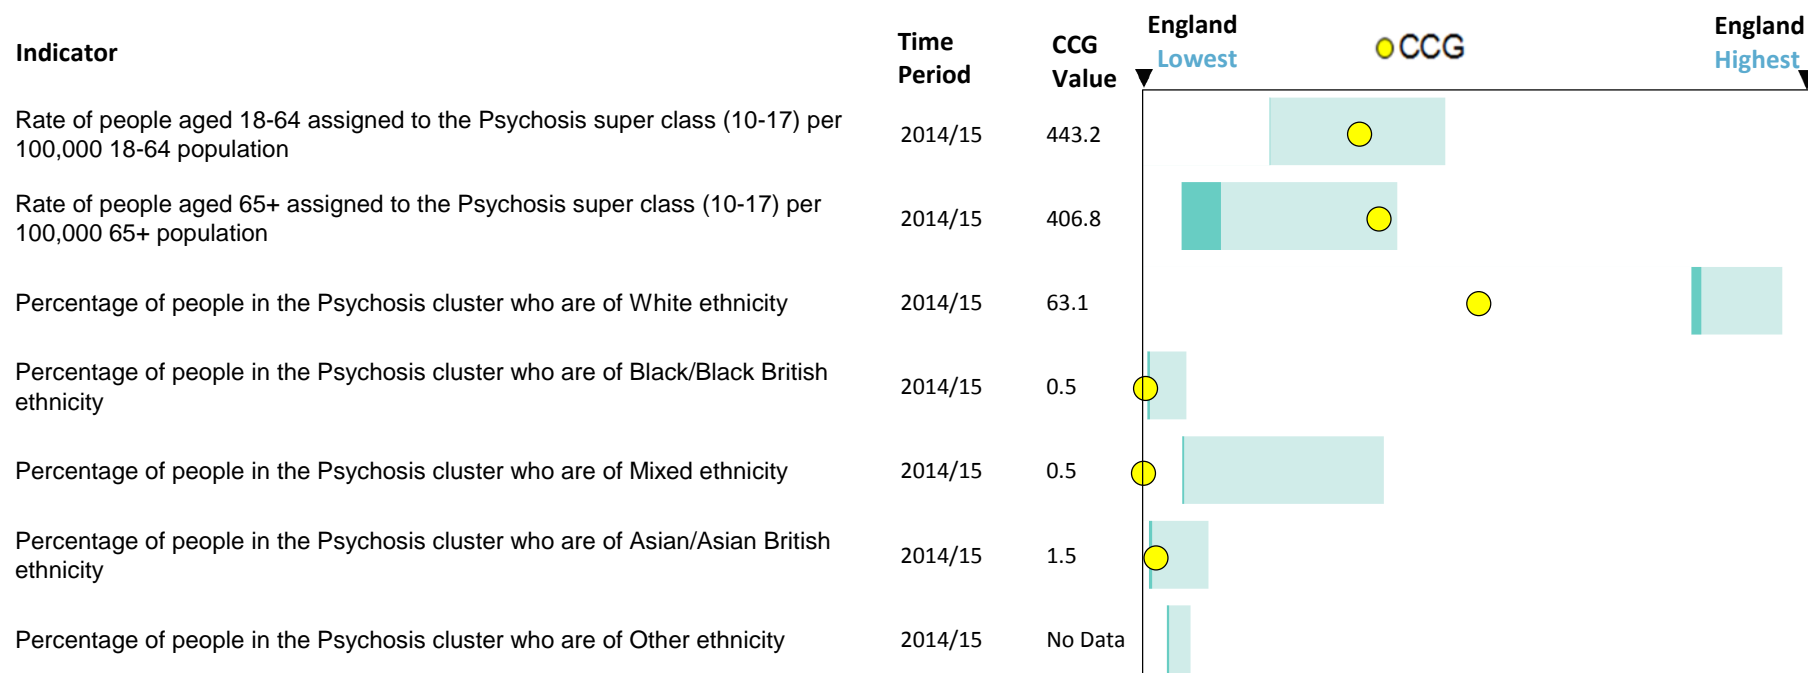 Indicator
Time
Period
CCG
Value
England
Lowest
CCG
England
Highest
Rate of people aged 18-64 assigned to the Psychosis super class (10-17) per
100,000 18-64 population
2014/15
443.2
Rate of people aged 65+ assigned to the Psychosis super class (10-17) per
100,000 65+ population
2014/15
406.8
Percentage of people in the Psychosis cluster who are of White ethnicity
2014/15
63.1
Percentage of people in the Psychosis cluster who are of Black/Black British
ethnicity
2014/15
0.5
Percentage of people in the Psychosis cluster who are of Mixed ethnicity
2014/15
0.5
Percentage of people in the Psychosis cluster who are of Asian/Asian British
ethnicity
2014/15
1.5
Percentage of people in the Psychosis cluster who are of Other ethnicity
2014/15
No Data